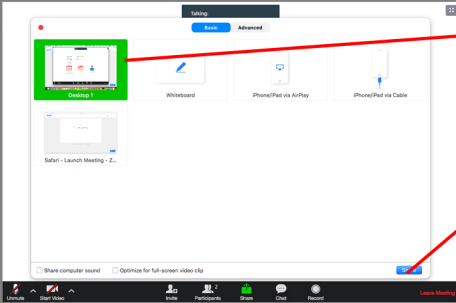 Talking:
Basic Advanced
Desktop 1 Whiteboard iPhone/iPad via AirPlay iPhone/iPad via Cable
Safari - Launch Meeting - Z...
Share computer sound Optimize for full-screen video clip
2
Unmute Start Video Invite Participants Share Chat Record Leave Meeting